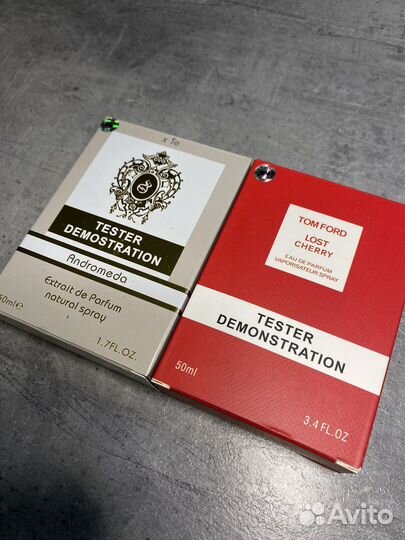 x Te
TESTER
DEMOSTRATION
Andromeda
Extrait de Parfum
natural spray
50ml℮
1.7FL.OZ.
TOM FORD
LOST
CHERRY
EAU DE PARFUM
VAPORISATEUR SPRAY
TESTER
DEMONSTRATION
50ml
3.4 FL.OZ
Avito